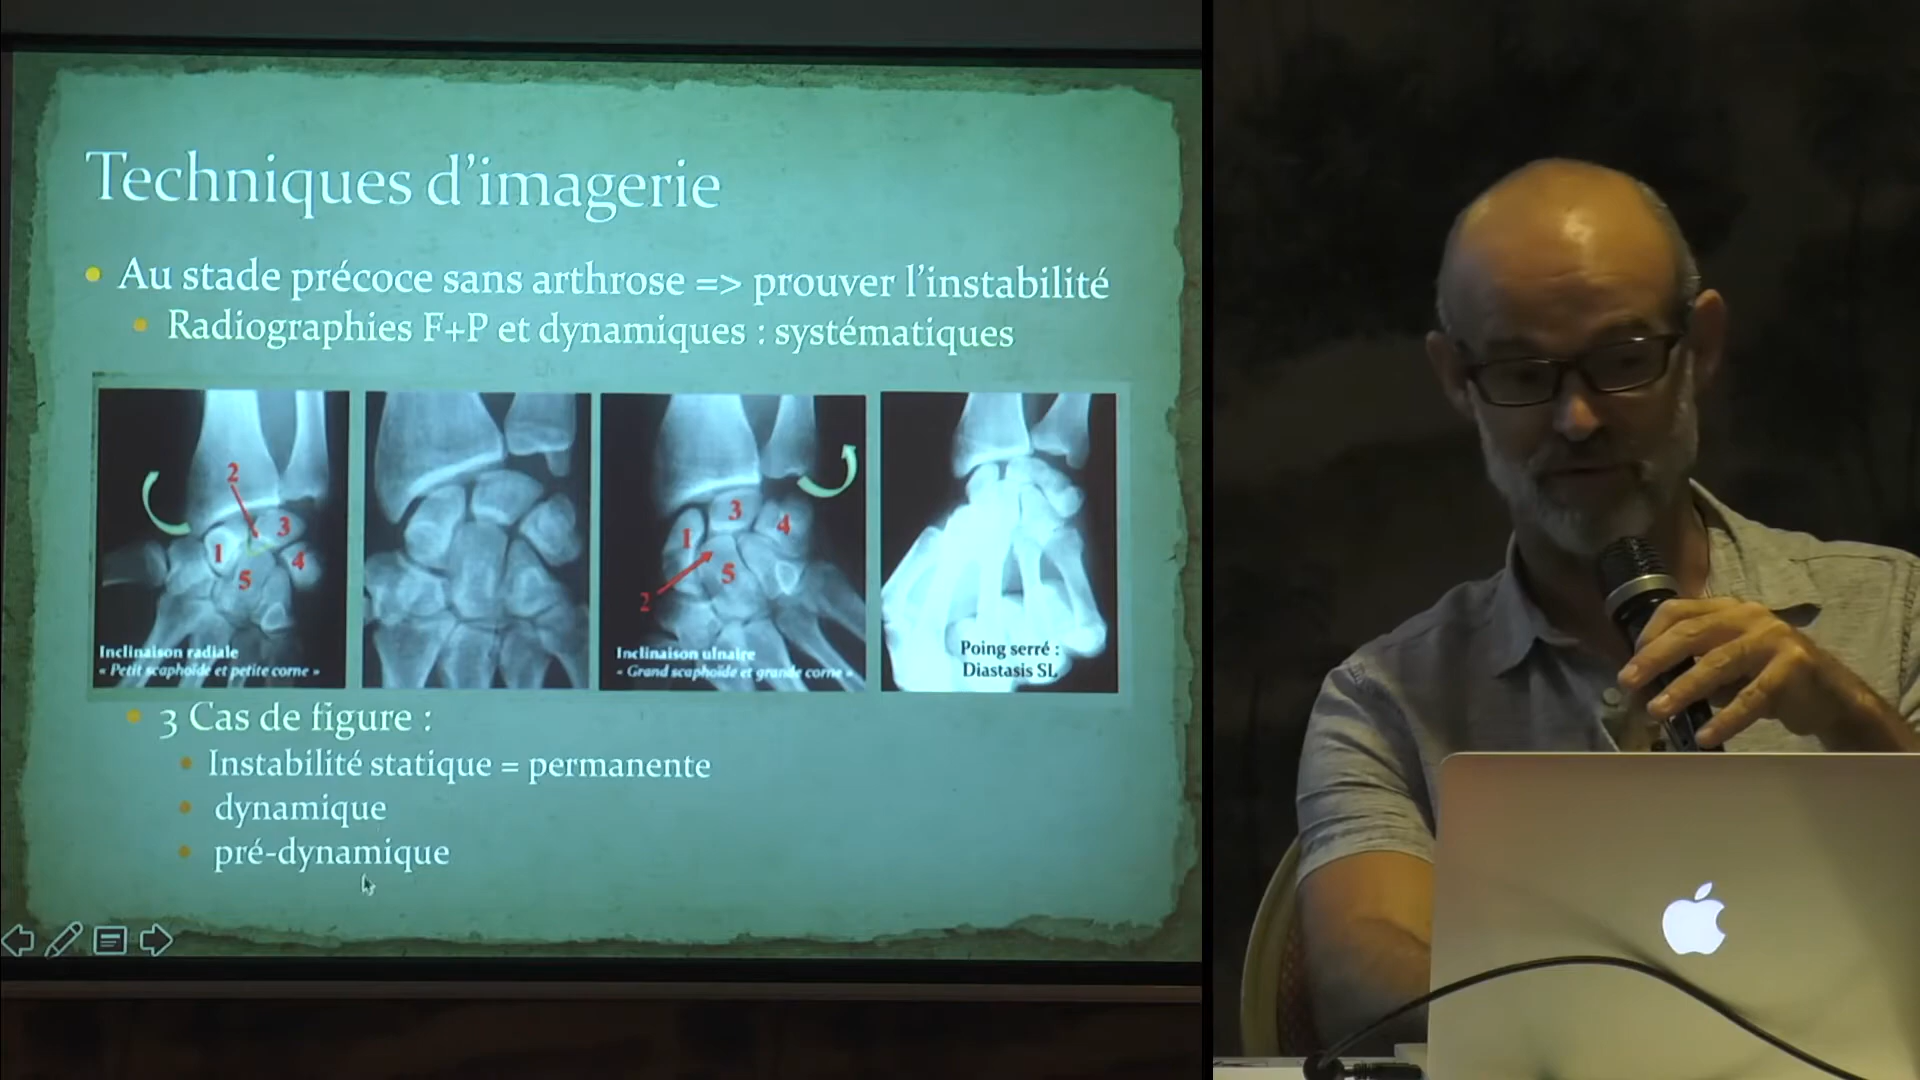 Techniques d'imagerie
Au stade précoce sans arthrose => prouver l'instabilité
Radiographies F+P et dynamiques : systématiques
2
3
1
4
5
Inclinaison radiale
« Petit scaphoïde et petite corne »
3
4
1
5
2
Inclinaison ulnaire
« Grand scaphoïde et grande corne »
Poing serré :
Diastasis SL
3 Cas de figure :
Instabilité statique = permanente
dynamique
pré-dynamique